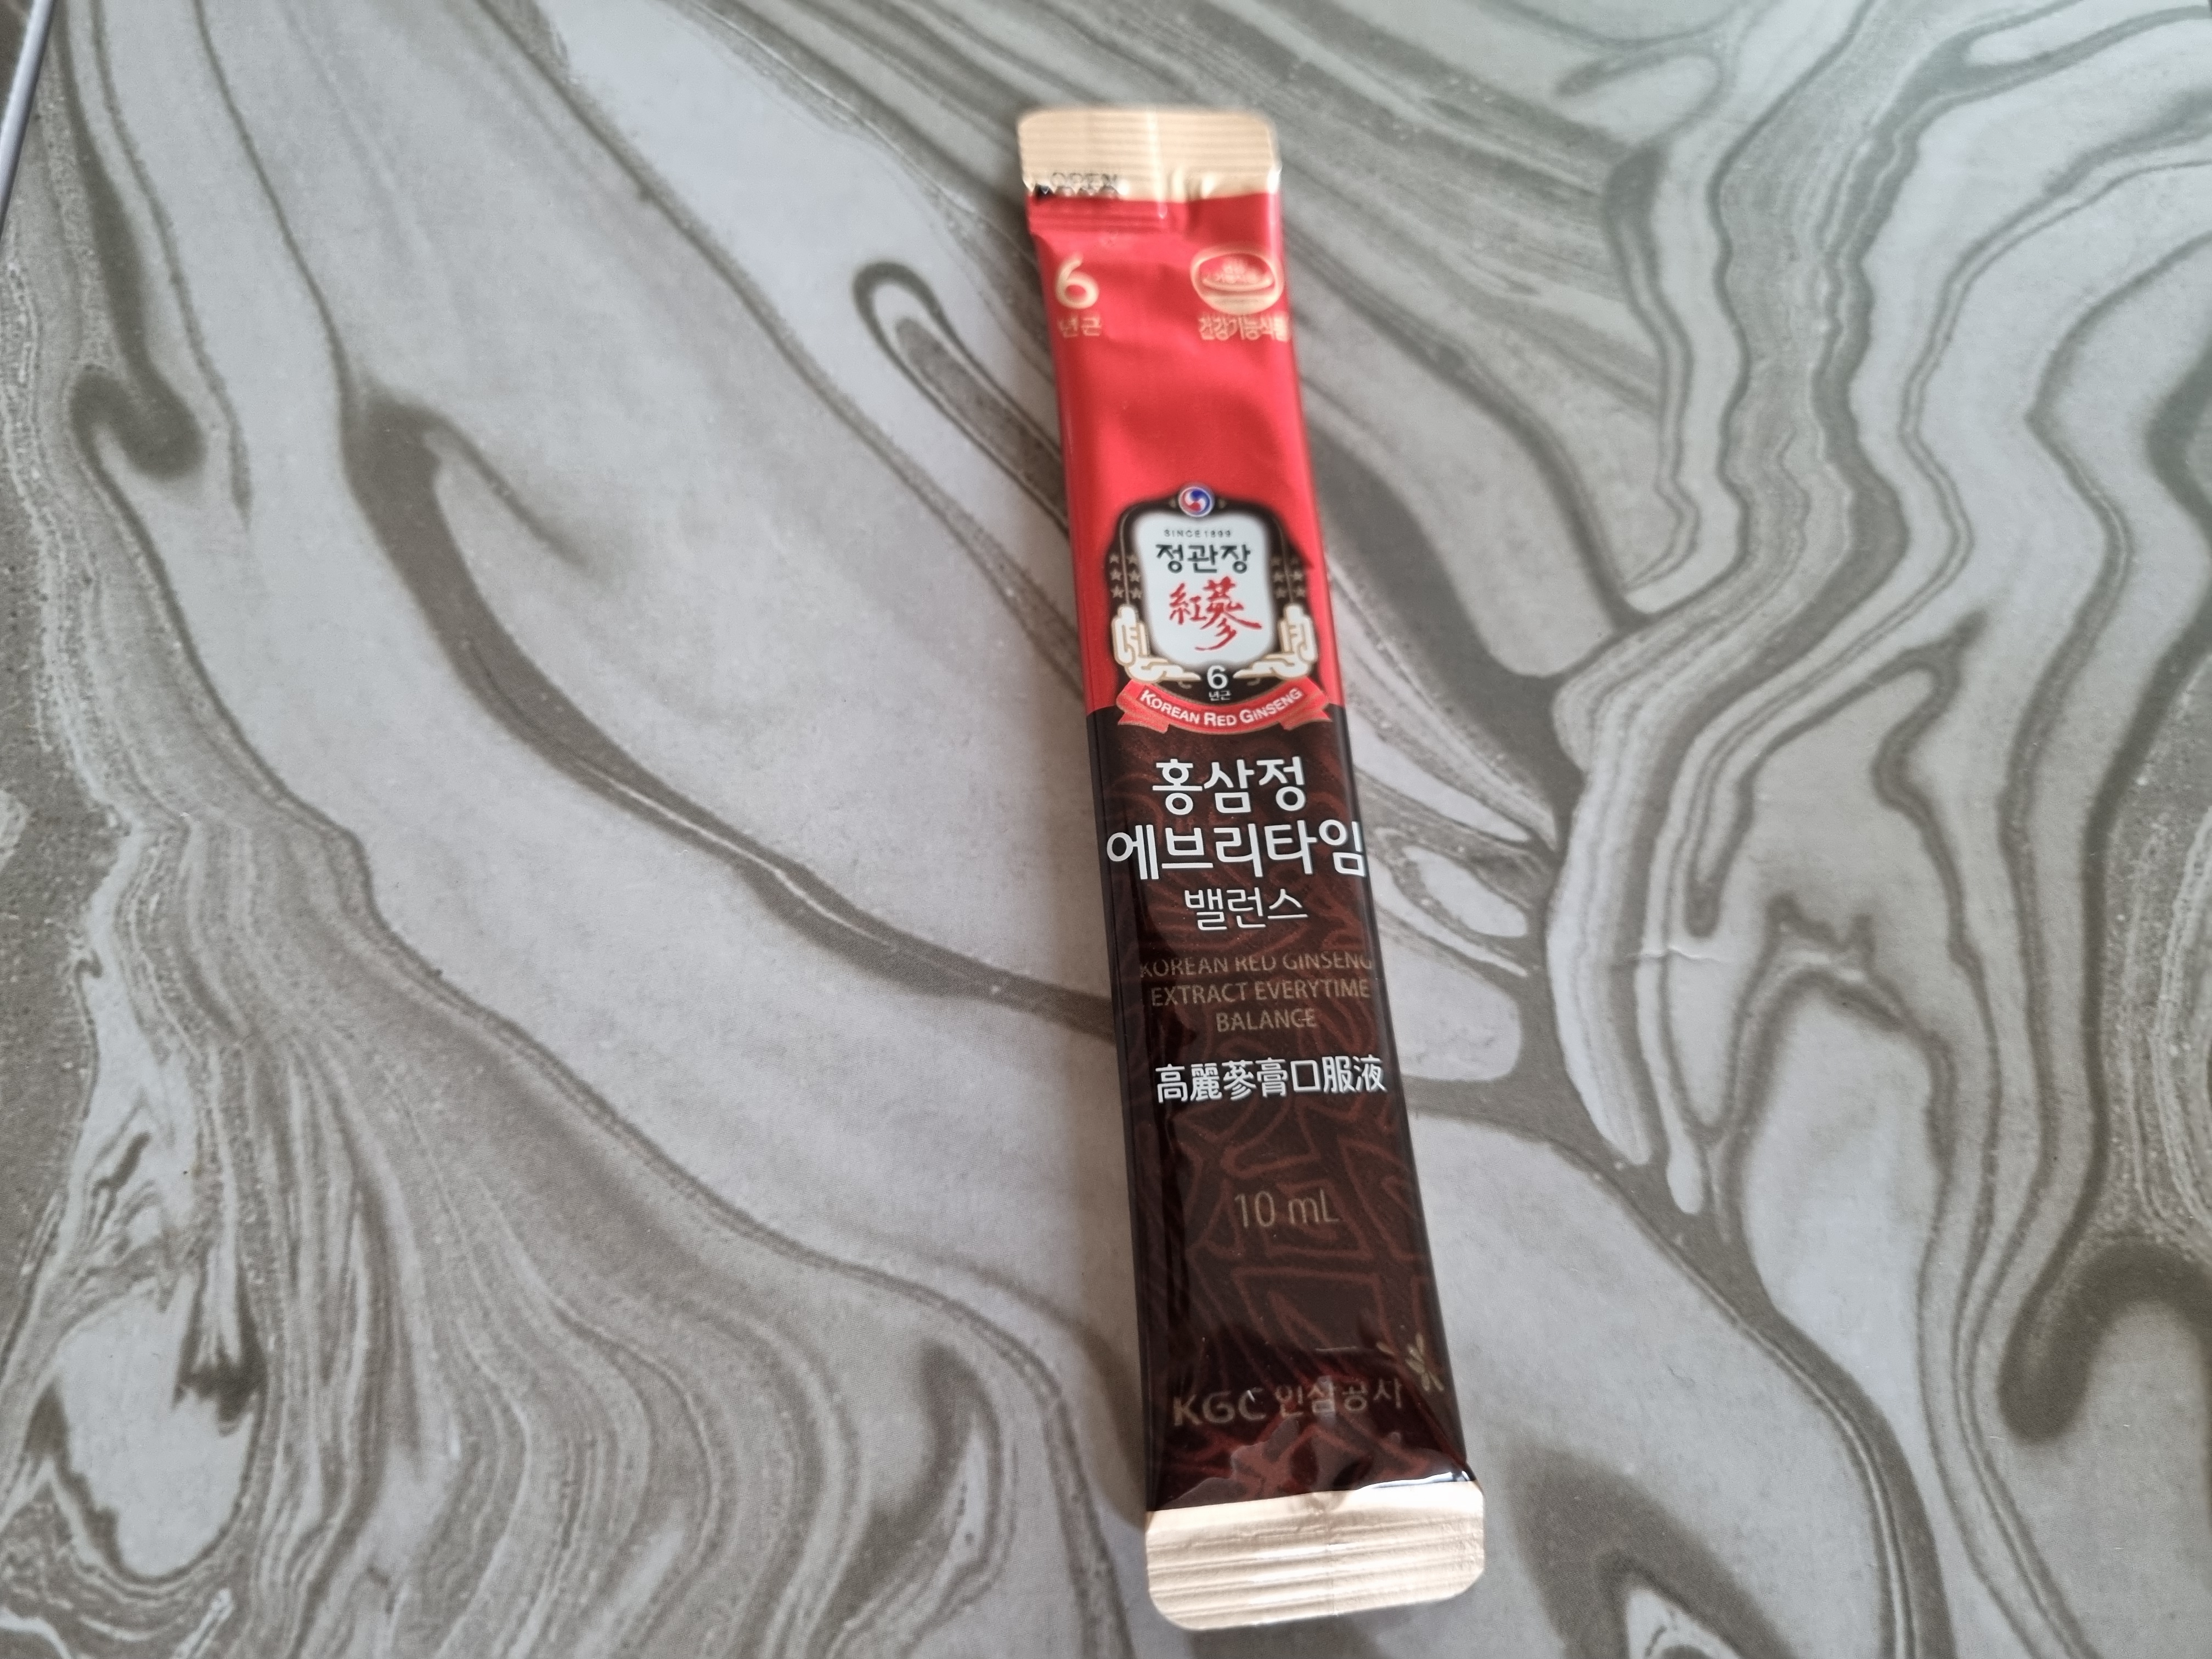 OPEN
6
년근
건강기능식품
SINCE 1899
정관장
紅蔘
6
년근
KOREAN RED GINSENG
홍삼정
에브리타임
밸런스
KOREAN RED GINSENG
EXTRACT EVERYTIME
BALANCE
高麗蔘膏口服液
10 mL
KGC 인삼공사